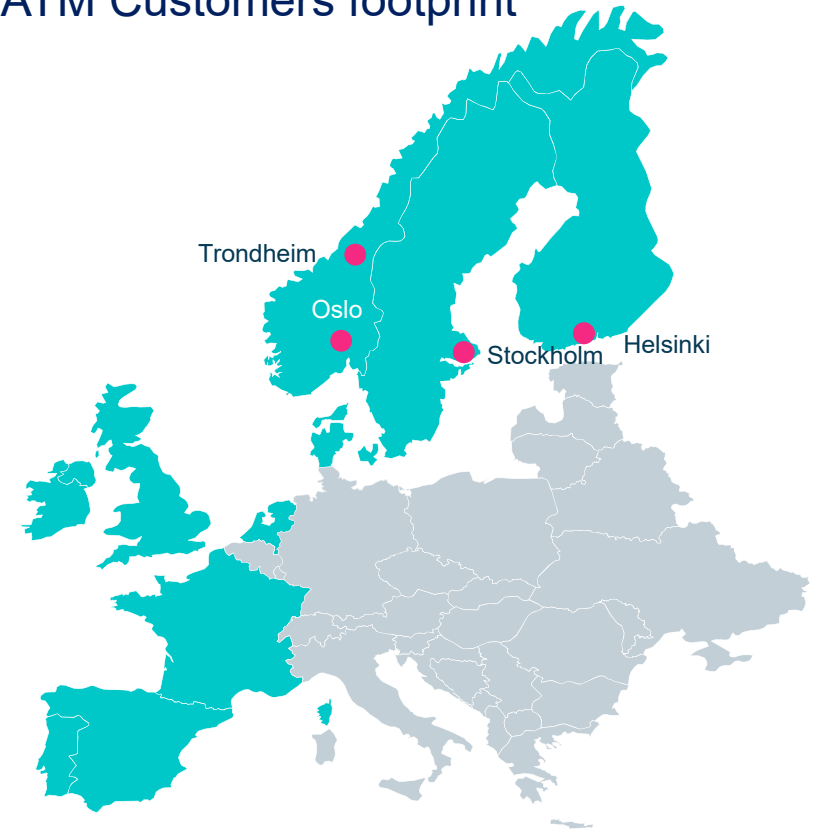 ATM Customers footprint
Trondheim
Oslo
Stockholm
Helsinki